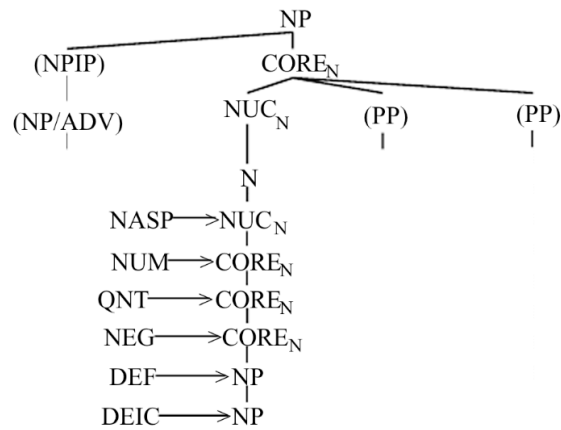 NP
(NPIP) CORE_N
(NP/ADV) NUC_N (PP) (PP)
N
NASP NUC_N
NUM CORE_N
QNT CORE_N
NEG CORE_N
DEF NP
DEIC NP